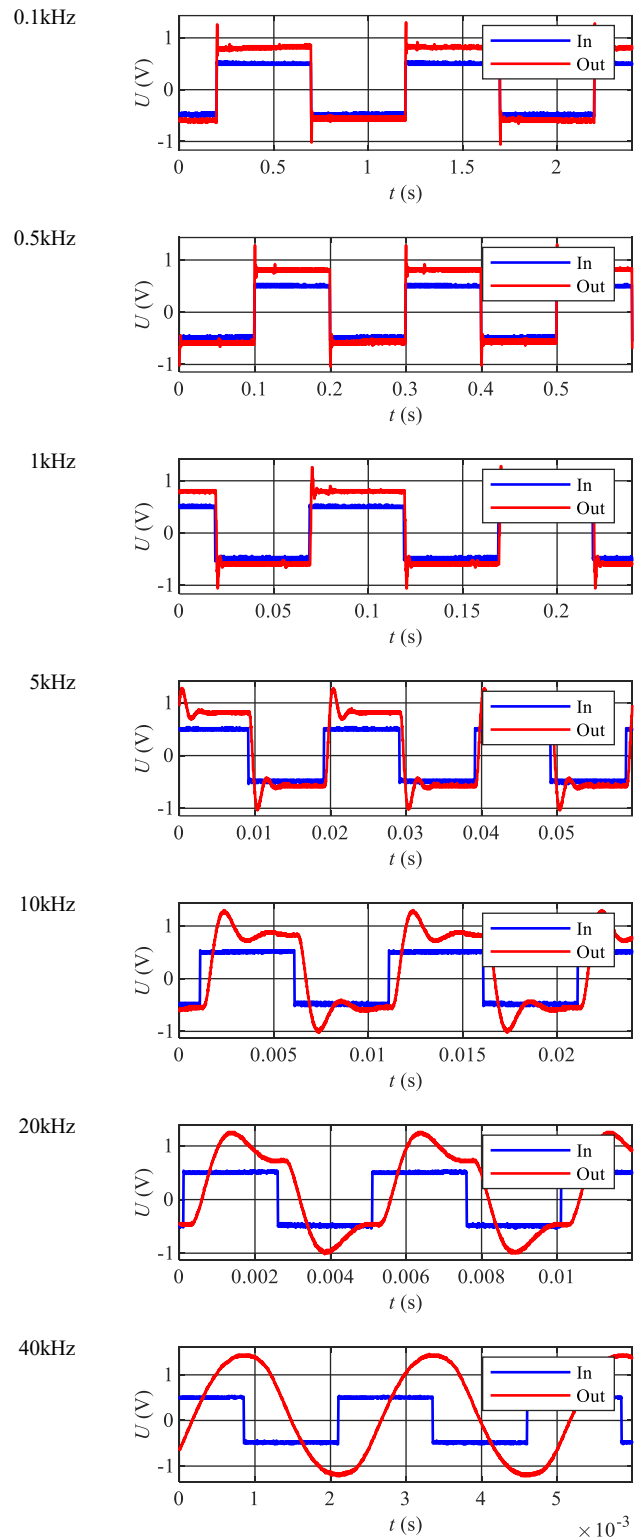 0.1kHz
U (V)
1
0
-1
In
Out
0 0.5 1 1.5 2
t (s)
0.5kHz
U (V)
1
0
-1
In
Out
0 0.1 0.2 0.3 0.4 0.5
t (s)
1kHz
U (V)
1
0
-1
In
Out
0 0.05 0.1 0.15 0.2
t (s)
5kHz
U (V)
1
0
-1
In
Out
0 0.01 0.02 0.03 0.04 0.05
t (s)
10kHz
U (V)
1
0
-1
In
Out
0 0.005 0.01 0.015 0.02
t (s)
20kHz
U (V)
1
0
-1
In
Out
0 0.002 0.004 0.006 0.008 0.01
t (s)
40kHz
U (V)
1
0
-1
In
Out
0 1 2 3 4 5
t (s)
×10⁻³